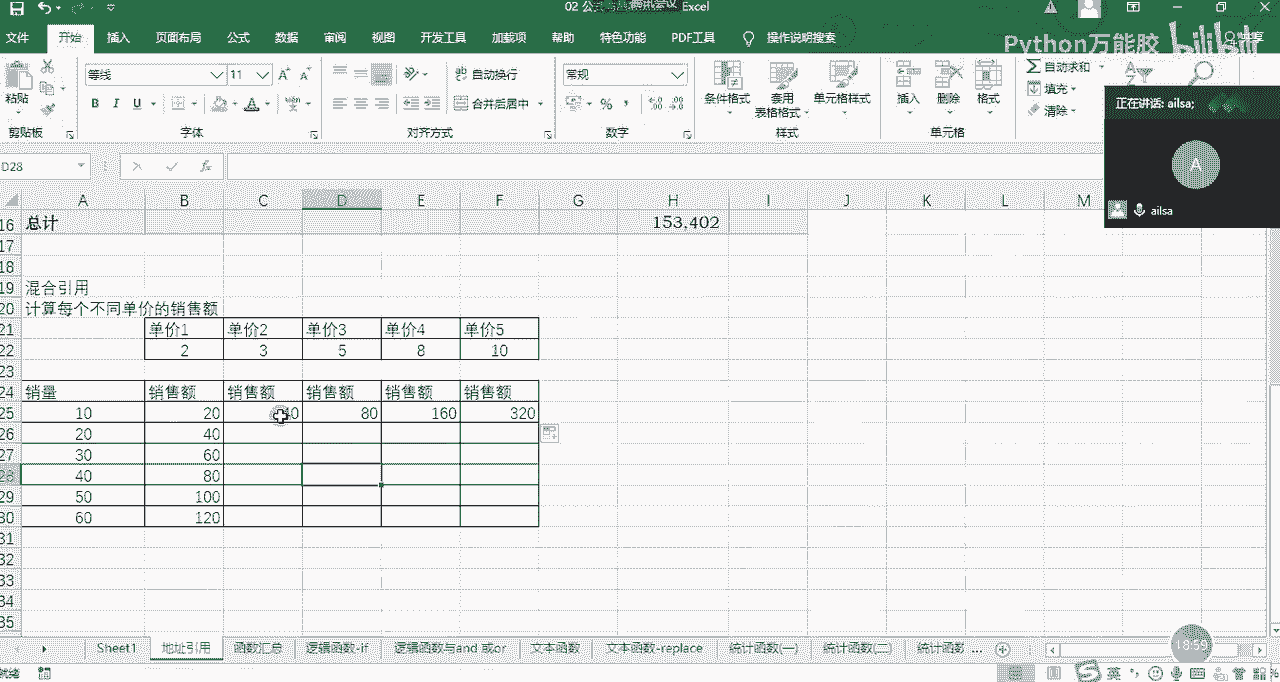 02 公 腾讯会议 Excel
文件 开始 插入 页面布局 公式 数据 审阅 视图 开发工具 加载项 帮助 特色功能 PDF工具 操作说明搜索
Python万能胶 bilibili
粘贴 等线 11 自动换行 常规 条件格式 套用 表格格式 单元格样式 插入 删除 格式 自动求和
B I U 合并后居中 % 填充
清除
剪贴板 字体 对齐方式 数字 样式 单元格
正在讲话: ailsa;
A
ailsa
D28 fx
A B C D E F G H I J K L M
16 总计 153,402
17
18
19 混合引用
20 计算每个不同单价的销售额
21 单价1 单价2 单价3 单价4 单价5
22 2 3 5 8 10
23
24 销量 销售额 销售额 销售额 销售额 销售额
25 10 20 80 160 320
26 20 40
27 30 60
28 40 80
29 50 100
30 60 120
31
32
33
34
35
Sheet1 地址引用 函数汇总 逻辑函数-if 逻辑函数与and或or 文本函数 文本函数-replace 统计函数(一) 统计函数(二) 统计函数 ...
18:59
就绪 英